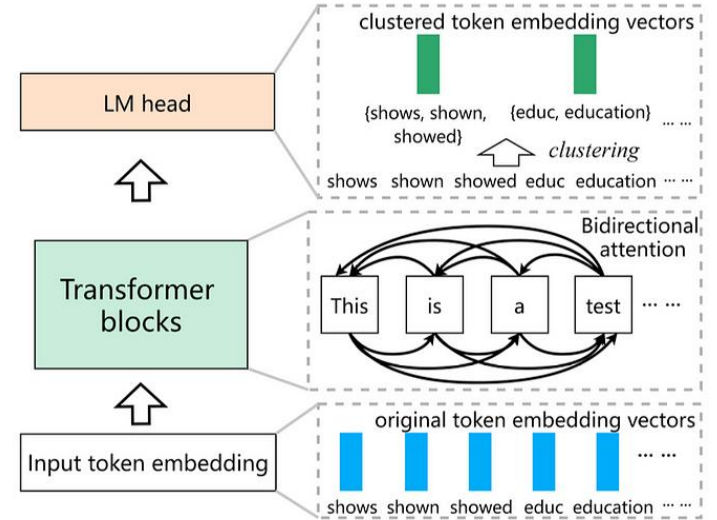 clustered token embedding vectors
LM head
{shows, shown,
showed}
{educ, education}
... ...
clustering
shows shown showed educ education ... ...
Bidirectional
attention
Transformer
blocks
This is a test ... ...
original token embedding vectors
Input token embedding
... ...
shows shown showed educ education ... ...